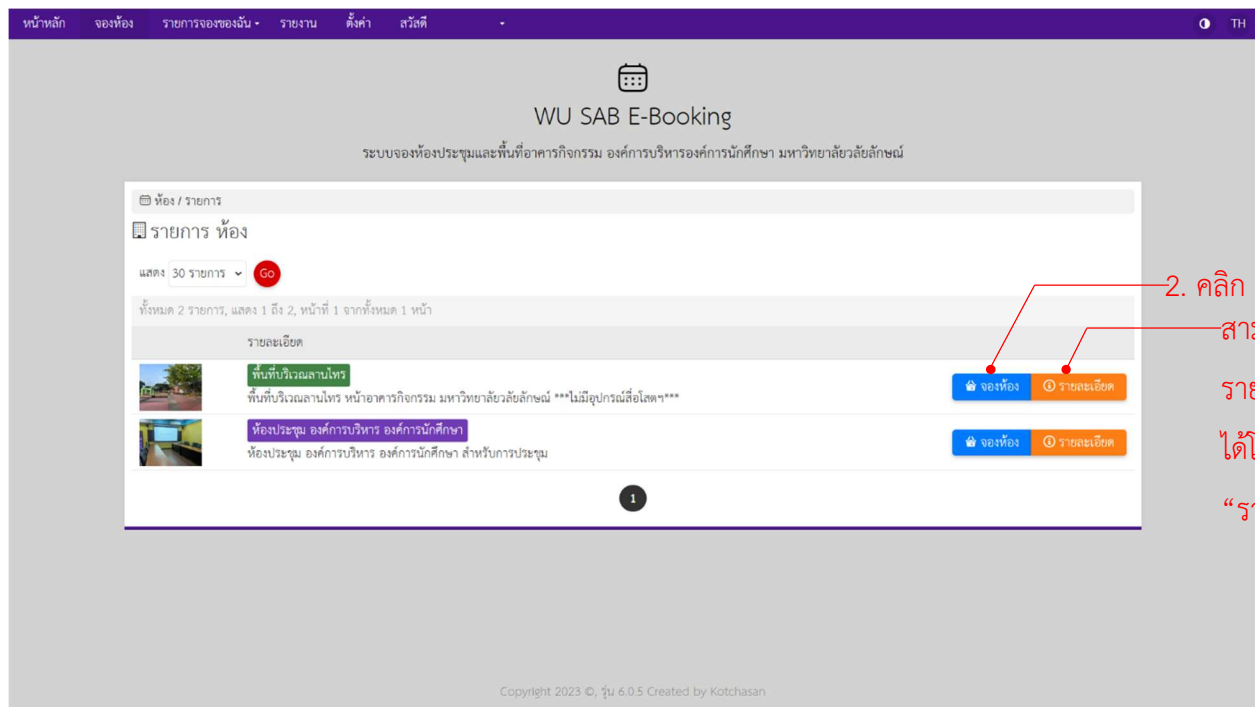 หน้าหลัก จองห้อง รายการจองของฉัน รายงาน ตั้งค่า สวัสดี TH
WU SAB E-Booking
ระบบจองห้องประชุมและพื้นที่อาคารกิจกรรม องค์การบริหารองค์การนักศึกษา มหาวิทยาลัยวลัยลักษณ์
ห้อง / รายการ
รายการ ห้อง
แสดง 30 รายการ Go
ทั้งหมด 2 รายการ, แสดง 1 ถึง 2, หน้าที่ 1 จากทั้งหมด 1 หน้า
รายละเอียด
พื้นที่บริเวณลานไทร
พื้นที่บริเวณลานไทร หน้าอาคารกิจกรรม มหาวิทยาลัยวลัยลักษณ์ ***ไม่มีอุปกรณ์สื่อโสตฯ***
จองห้อง รายละเอียด
ห้องประชุม องค์การบริหาร องค์การนักศึกษา
ห้องประชุม องค์การบริหาร องค์การนักศึกษา สำหรับการประชุม
จองห้อง รายละเอียด
1
2. คลิก
Copyright 2023 ©, รุ่น 6.0.5 Created by Kotchasan